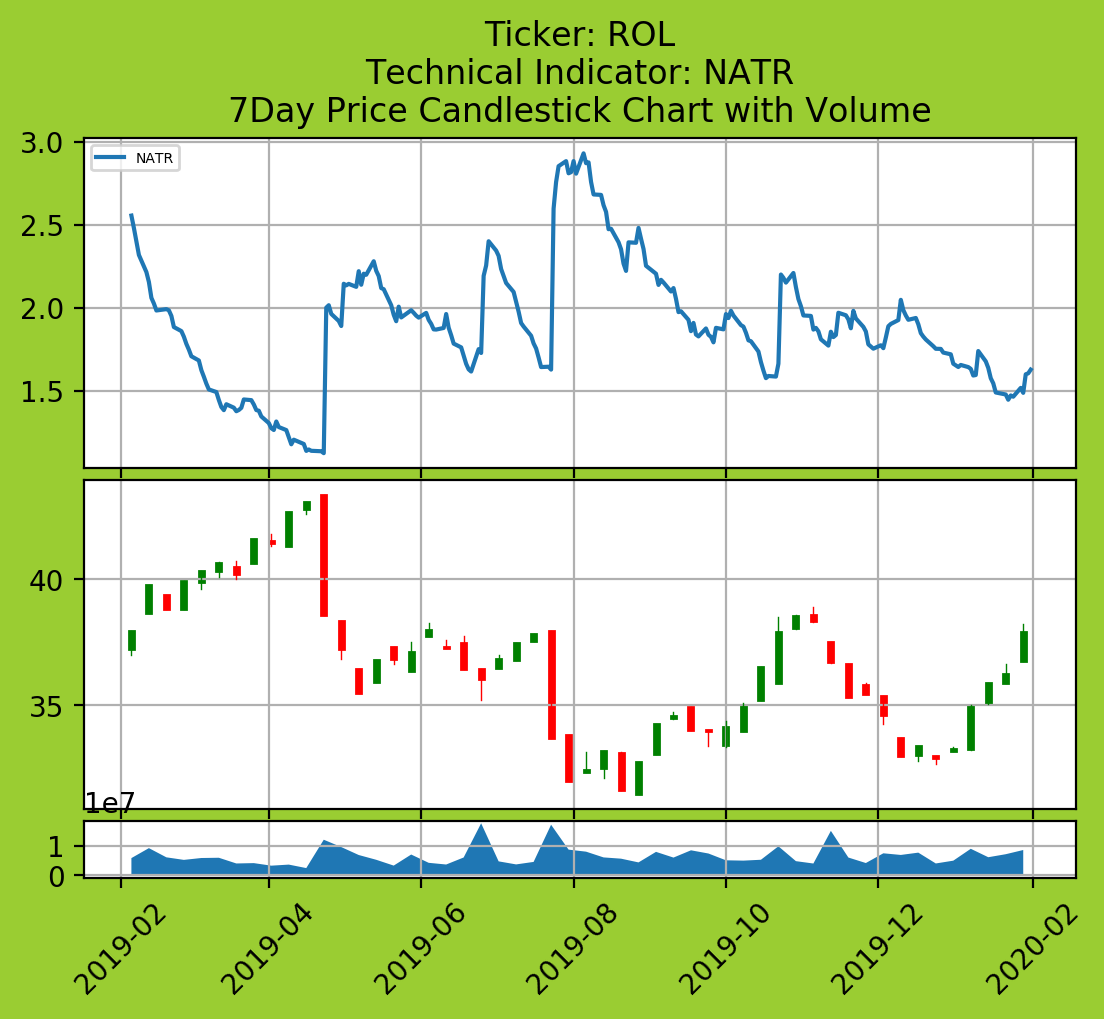 Ticker: ROL
Technical Indicator: NATR
7Day Price Candlestick Chart with Volume
3.0
NATR
2.5
2.0
1.5
40
35
1e7
1
0
2019-02 2019-04 2019-06 2019-08 2019-10 2019-12 2020-02